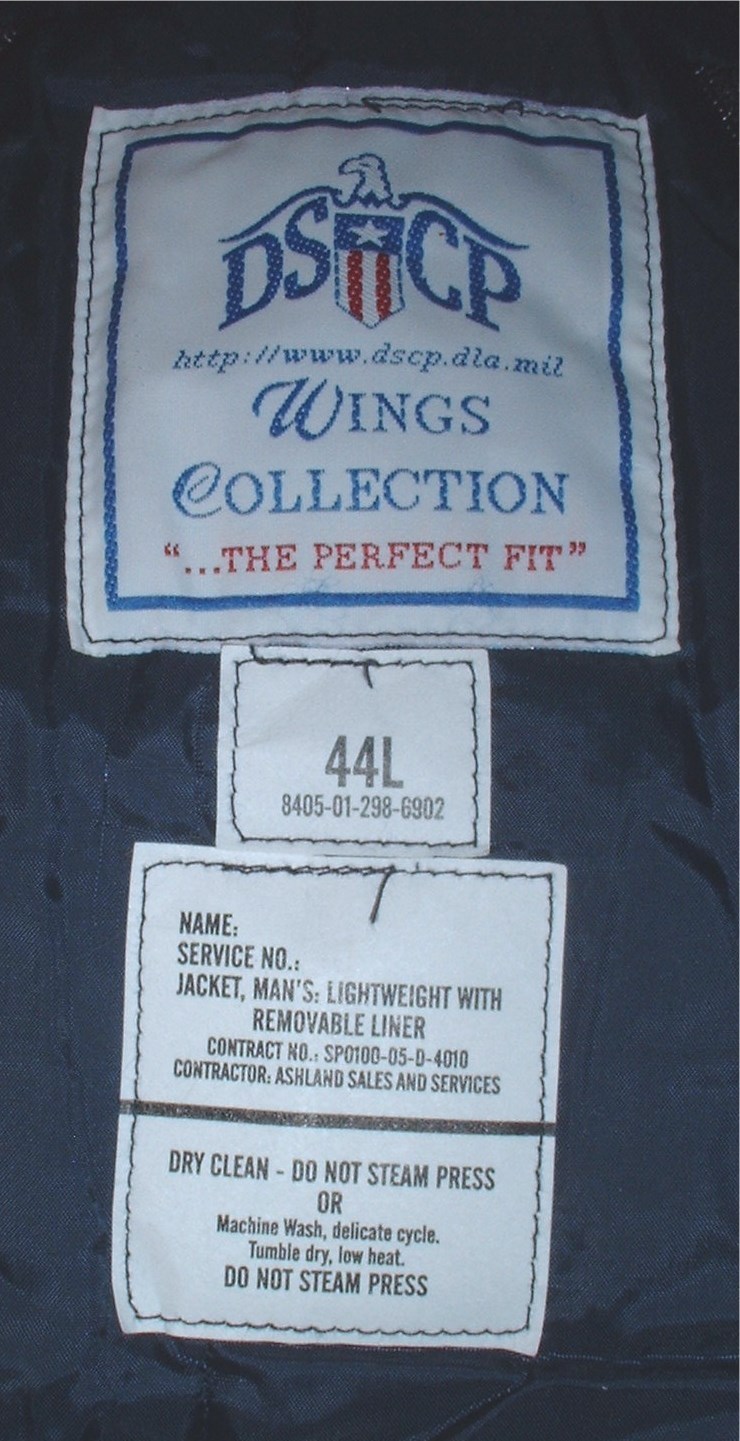 DSCP
http://www.dscp.dla.mil
WINGS
COLLECTION
"...THE PERFECT FIT"
44L
8405-01-298-6902
NAME:
SERVICE NO.:
JACKET, MAN'S: LIGHTWEIGHT WITH
REMOVABLE LINER
CONTRACT NO.: SPO100-05-D-4010
CONTRACTOR: ASHLAND SALES AND SERVICES
DRY CLEAN - DO NOT STEAM PRESS
OR
Machine Wash, delicate cycle.
Tumble dry, low heat.
DO NOT STEAM PRESS